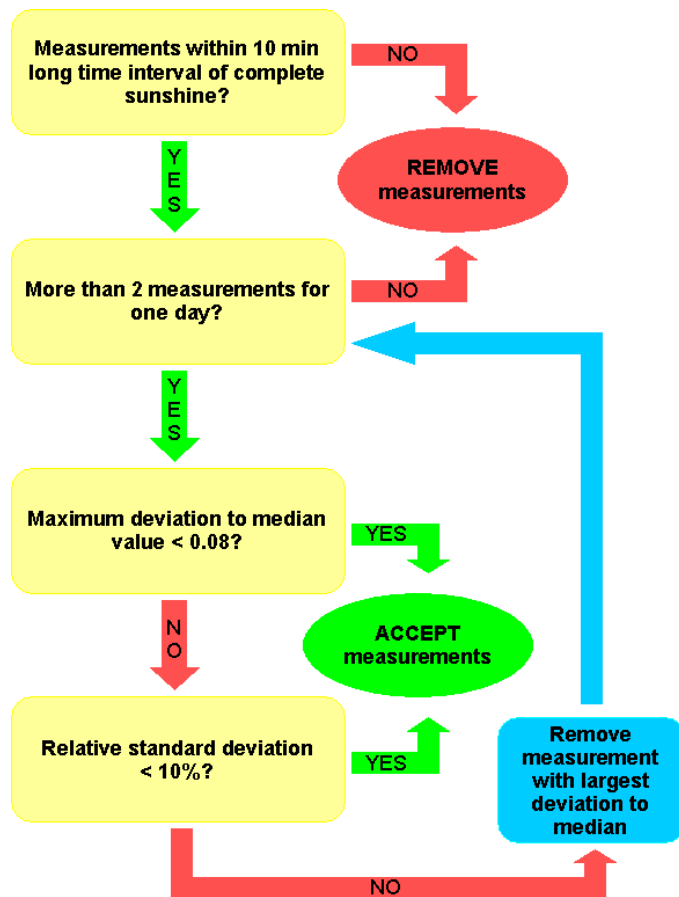 Measurements within 10 min
long time interval of complete
sunshine?
NO
YES
REMOVE
measurements
More than 2 measurements for
one day?
NO
YES
Maximum deviation to median
value < 0.08?
YES
NO
ACCEPT
measurements
Relative standard deviation
< 10%?
YES
Remove
measurement
with largest
deviation to
median
NO